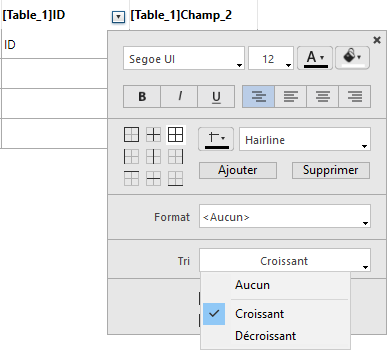 [Table_1]ID [Table_1]Champ_2
ID
Segoe UI 12 A
B I U
Hairline
Ajouter Supprimer
Format <Aucun>
Tri Croissant
Aucun
Croissant
Décroissant